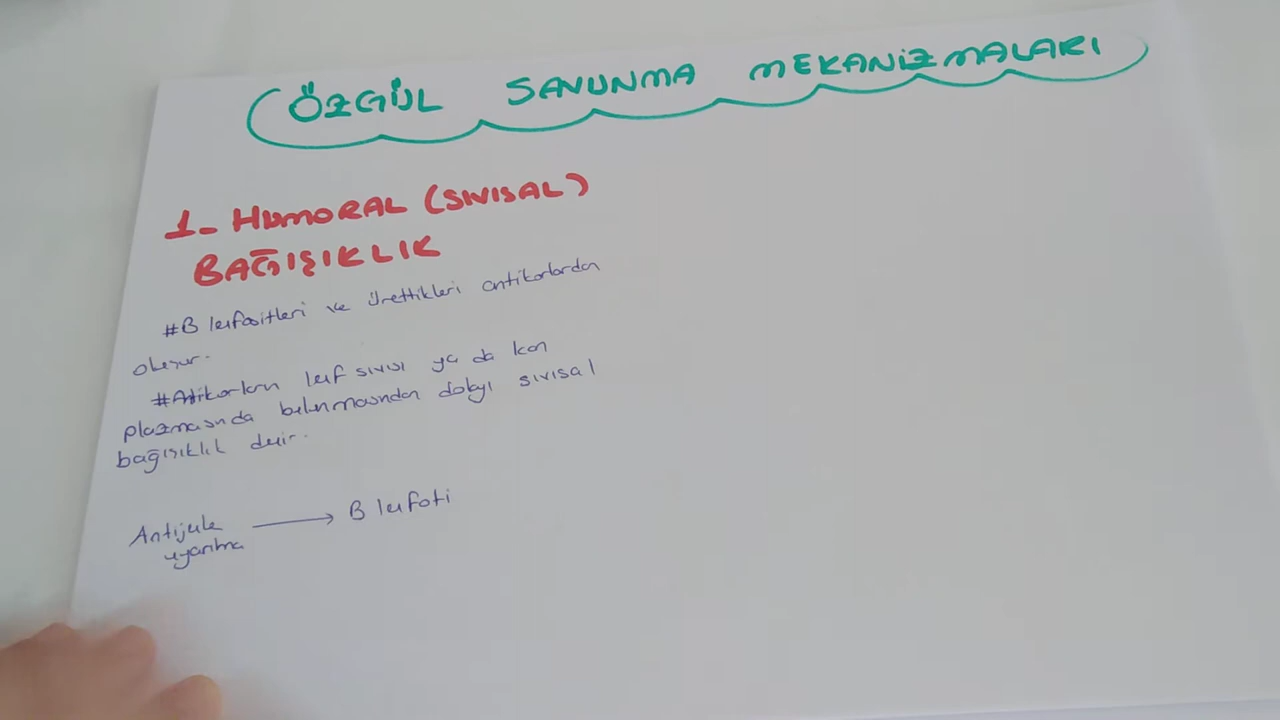 ÖZGÜL SAVUNMA MEKANİZMALARI
1- HUMORAL (SIVISAL)
BAĞIŞIKLIK
#B lenfositleri ve ürettikleri antikorlardan
oluşur.
#Antikorların lenf sıvısı ya da kan
plazmasında bulunmasından dolayı sıvısal
bağışıklık denir.
Antijenle → B lenfositi
uyarılma